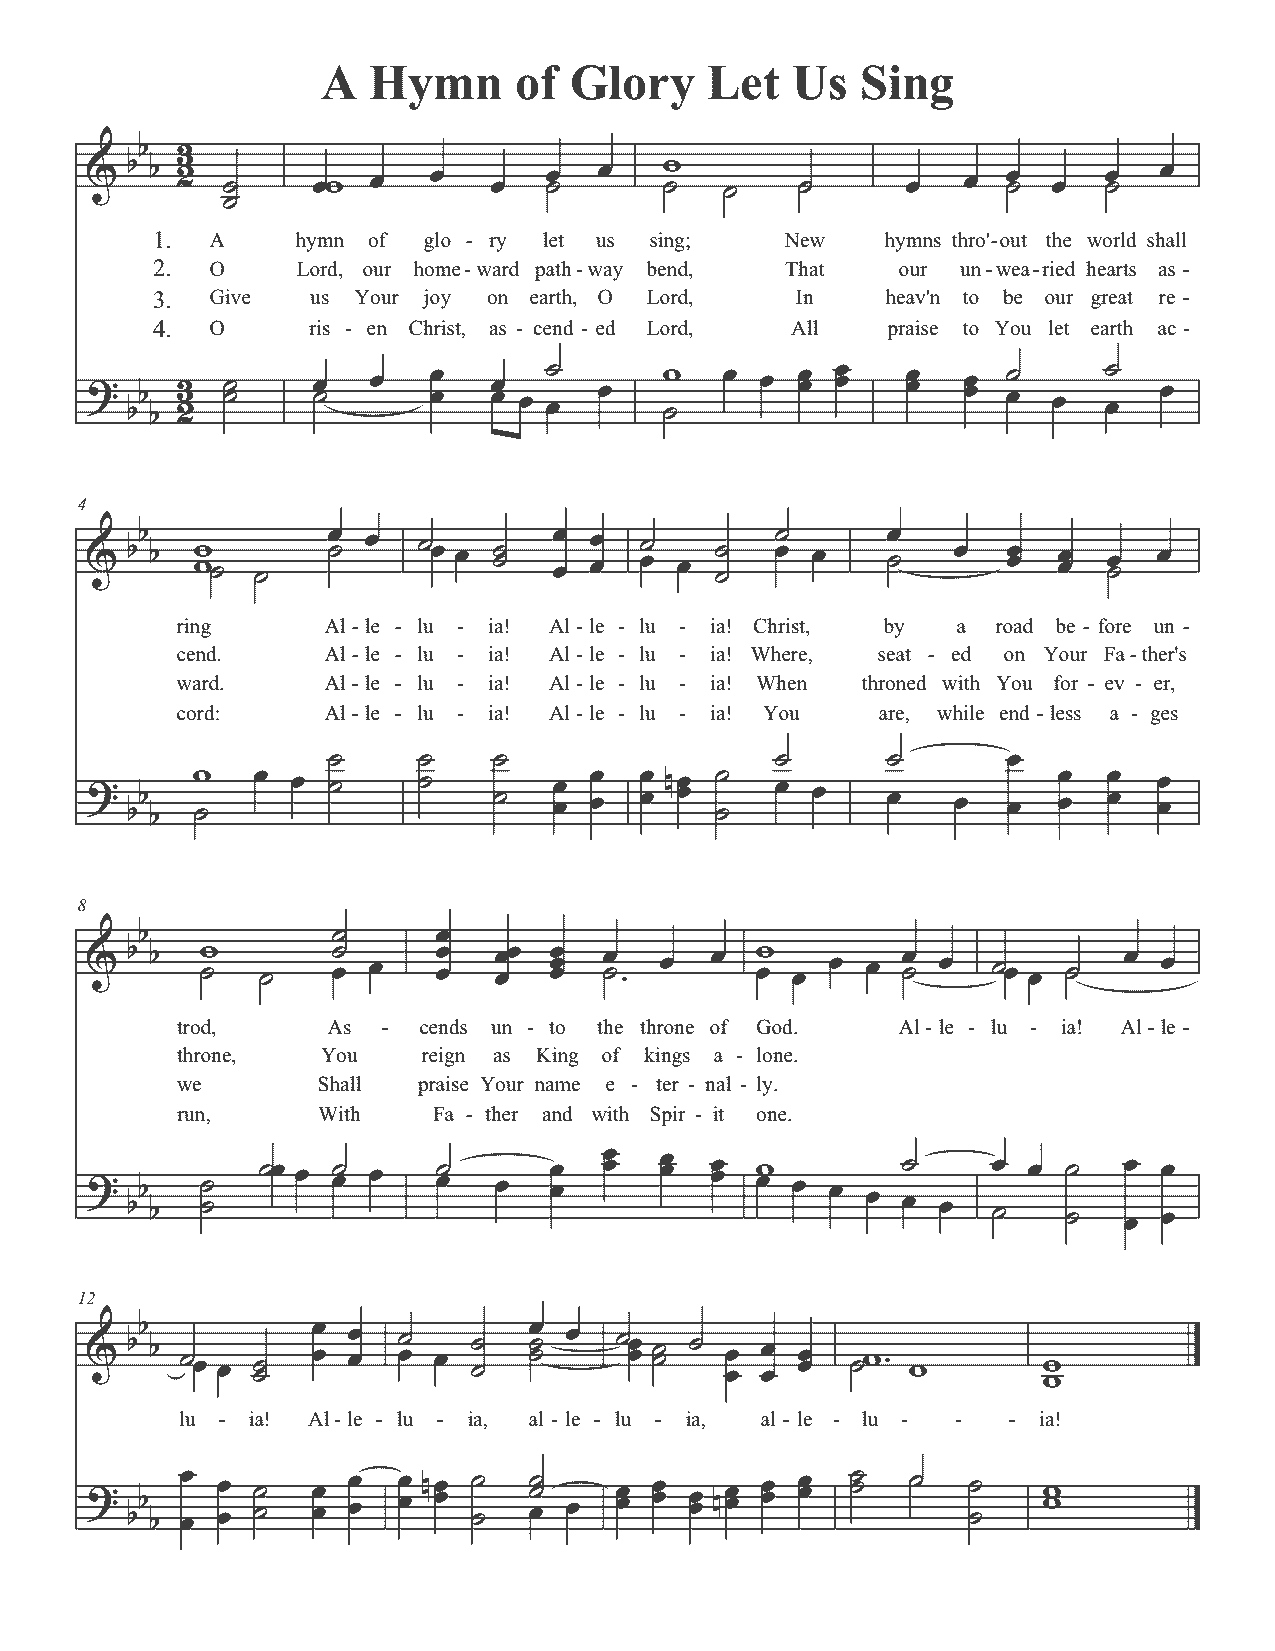 A Hymn of Glory Let Us Sing
1. A hymn of glo - ry let us sing; New hymns thro'-out the world shall
2. O Lord, our home - ward path - way bend, That our un - wea - ried hearts as -
3. Give us Your joy on earth, O Lord, In heav'n to be our great re -
4. O ris - en Christ, as - cend - ed Lord, All praise to You let earth ac -
4
ring Al - le - lu - ia! Al - le - lu - ia! Christ, by a road be - fore un -
cend. Al - le - lu - ia! Al - le - lu - ia! Where, seat - ed on Your Fa - ther's
ward. Al - le - lu - ia! Al - le - lu - ia! When throned with You for - ev - er,
cord: Al - le - lu - ia! Al - le - lu - ia! You are, while end - less a - ges
8
trod, As - cends un - to the throne of God. Al - le - lu - ia! Al - le -
throne, You reign as King of kings a - lone.
we Shall praise Your name e - ter - nal - ly.
run, With Fa - ther and with Spir - it one.
12
lu - ia! Al - le - lu - ia, al - le - lu - ia, al - le - lu - - - ia!